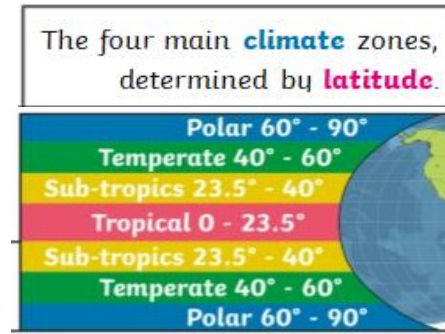 The four main climate zones,
determined by latitude.
Polar 60° - 90°
Temperate 40° - 60°
Sub-tropics 23.5° - 40°
Tropical 0 - 23.5°
Sub-tropics 23.5° - 40°
Temperate 40° - 60°
Polar 60° - 90°